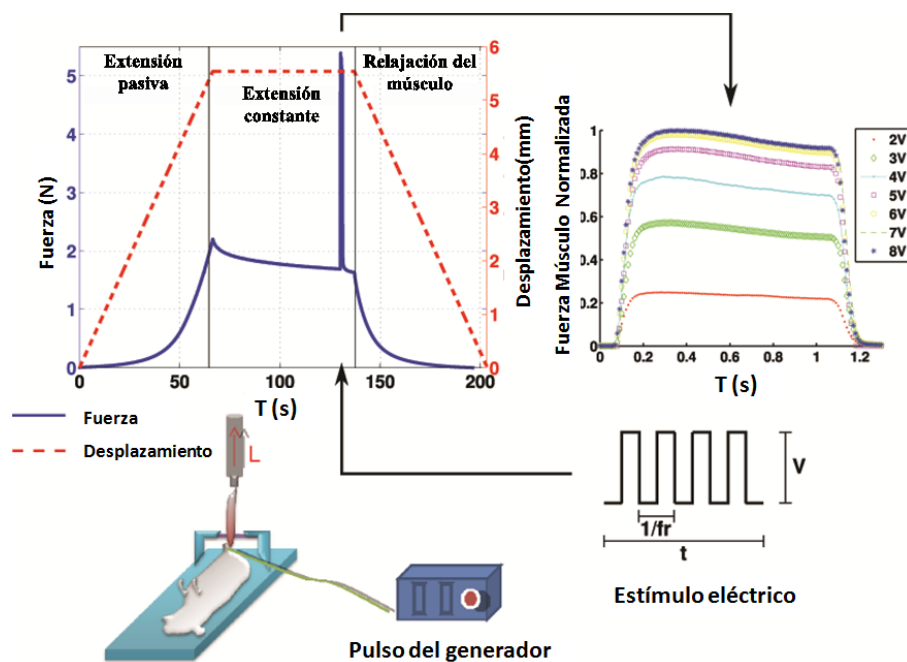 Extensión
pasiva
Extensión
constante
Relajación del
músculo
Fuerza (N)
5
4
3
2
1
0
0
50
100
150
200
T (s)
Desplazamiento(mm)
6
5
4
3
2
1
0
Fuerza Músculo Normalizada
1
0.8
0.6
0.4
0.2
0
0
0.2
0.4
0.6
0.8
1
1.2
T (s)
2V
3V
4V
5V
6V
7V
8V
Fuerza
Desplazamiento
L
Pulso del generador
V
1/fr
t
Estímulo eléctrico